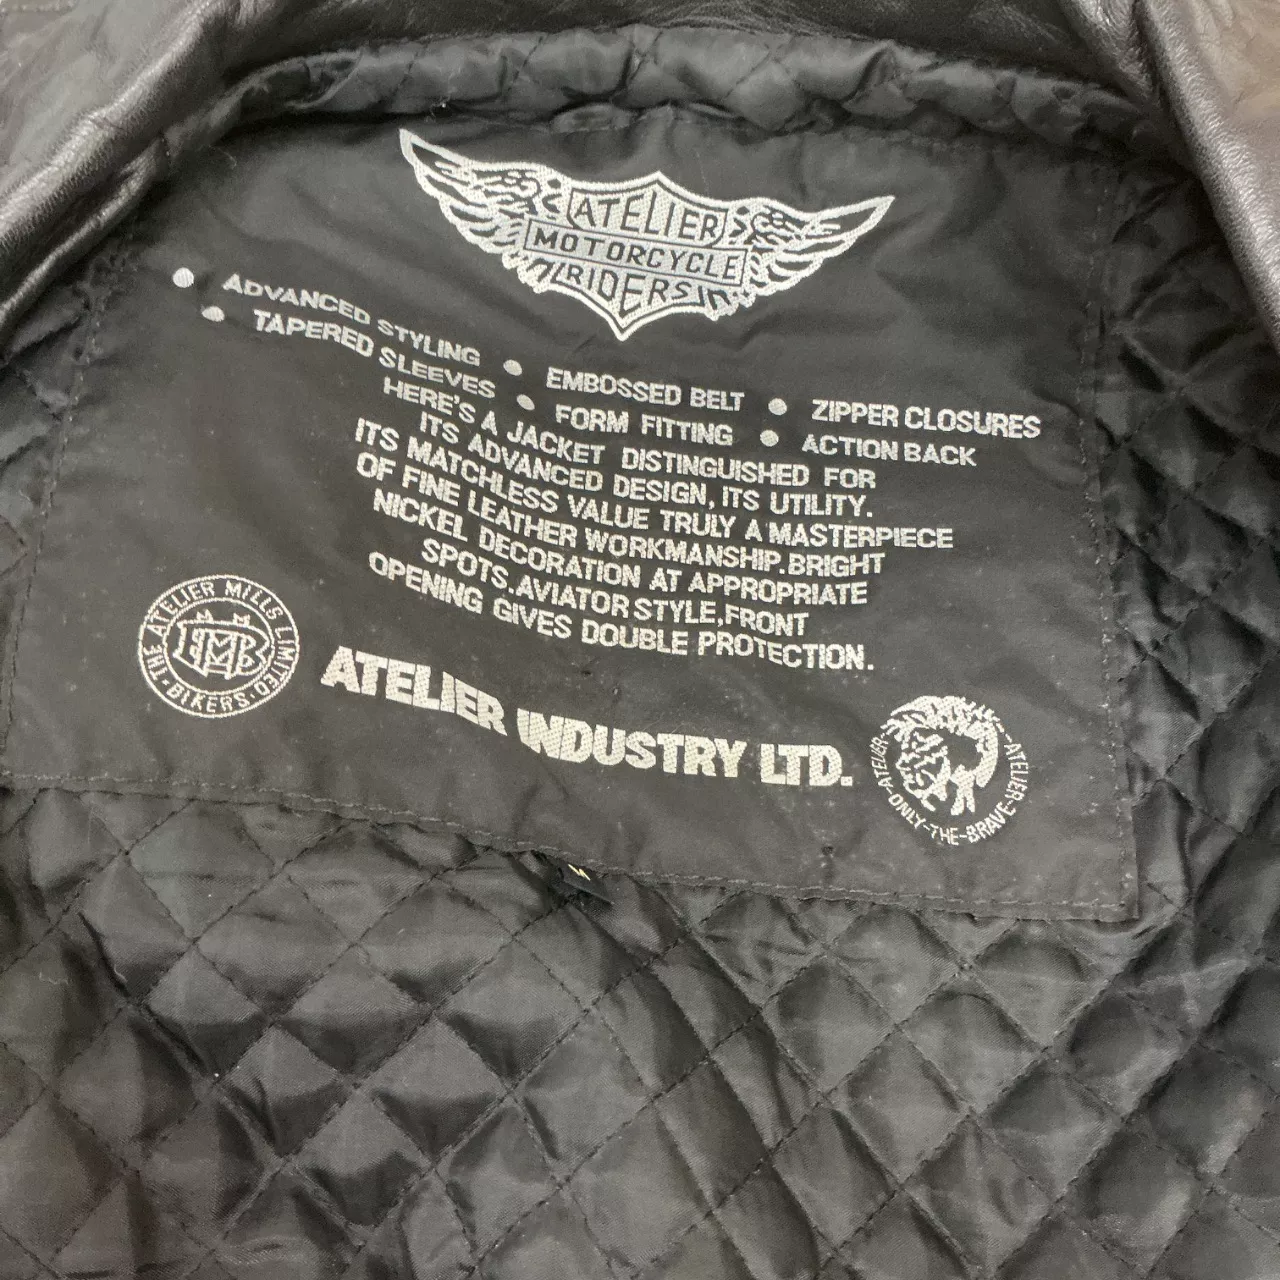 ATELIER
MOTORCYCLE
RIDERS
• ADVANCED STYLING • EMBOSSED BELT • ZIPPER CLOSURES
• TAPERED SLEEVES • FORM FITTING • ACTION BACK
HERE'S A JACKET DISTINGUISHED FOR
ITS ADVANCED DESIGN, ITS UTILITY.
ITS MATCHLESS VALUE TRULY A MASTERPIECE
OF FINE LEATHER WORKMANSHIP.BRIGHT
NICKEL DECORATION AT APPROPRIATE
SPOTS.AVIATOR STYLE,FRONT
OPENING GIVES DOUBLE PROTECTION.
THE ATELIER MILLS LIMITED
· BIKERS ·
ATELIER INDUSTRY LTD.
ATELIER-ONLY-THE-BRAVE-ATELIER